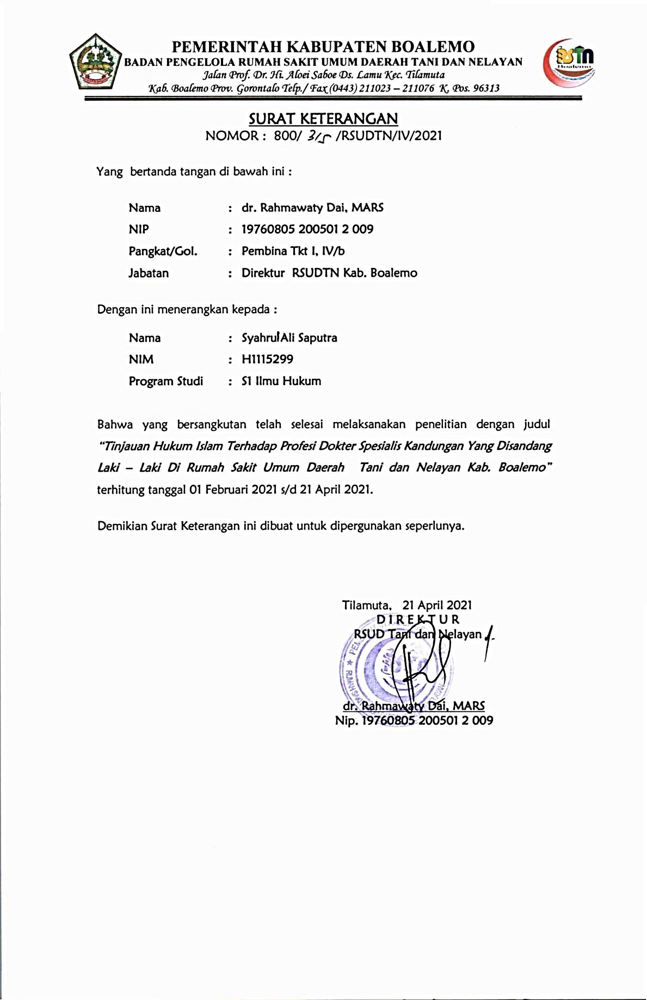 PEMERINTAH KABUPATEN BOALEMO
BADAN PENGELOLA RUMAH SAKIT UMUM DAERAH TANI DAN NELAYAN
Jalan Prof. Dr. Hi. Aloei Saboe Ds. Lamu Kec. Tilamuta
Kab. Boalemo Prov. Gorontalo Telp./ Fax (0443) 211023 – 211076 K, Pos. 96313
RSTN
Boalemo
SURAT KETERANGAN
NOMOR : 800/ /RSUDTN/IV/2021
Yang bertanda tangan di bawah ini :
Nama : dr. Rahmawaty Dai, MARS
NIP : 19760805 200501 2 009
Pangkat/Gol. : Pembina Tkt I, IV/b
Jabatan : Direktur RSUDTN Kab. Boalemo
Dengan ini menerangkan kepada :
Nama : Syahrul Ali Saputra
NIM : H1115299
Program Studi : S1 Ilmu Hukum
Bahwa yang bersangkutan telah selesai melaksanakan penelitian dengan judul
“Tinjauan Hukum Islam Terhadap Profesi Dokter Spesialis Kandungan Yang Disandang
Laki – Laki Di Rumah Sakit Umum Daerah Tani dan Nelayan Kab. Boalemo”
terhitung tanggal 01 Februari 2021 s/d 21 April 2021.
Demikian Surat Keterangan ini dibuat untuk dipergunakan seperlunya.
Tilamuta, 21 April 2021
D I R E K T U R
RSUD Tani dan Nelayan
dr. Rahmawaty Dai, MARS
Nip. 19760805 200501 2 009